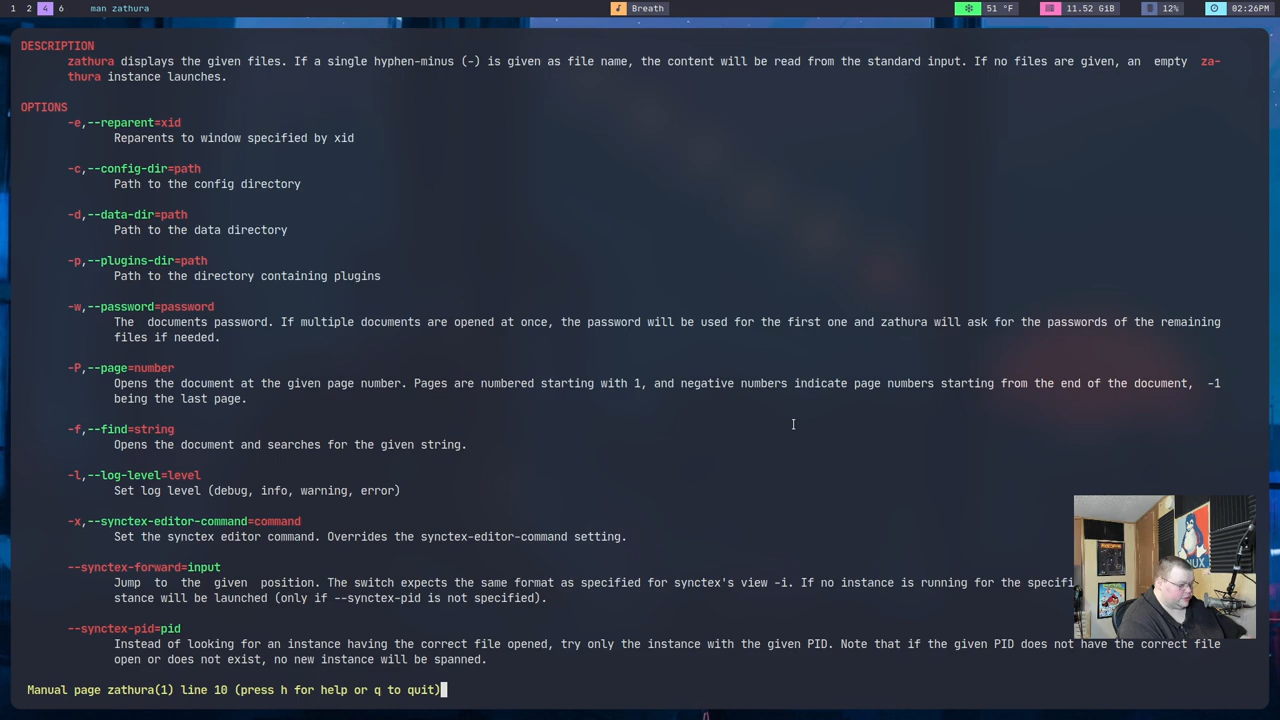 1 2 4 6 man zathura Breath 51 °F 11.52 GiB 12% 02:26PM
DESCRIPTION
zathura displays the given files. If a single hyphen-minus (-) is given as file name, the content will be read from the standard input. If no files are given, an empty za-
thura instance launches.
OPTIONS
-e,--reparent=xid
Reparents to window specified by xid
-c,--config-dir=path
Path to the config directory
-d,--data-dir=path
Path to the data directory
-p,--plugins-dir=path
Path to the directory containing plugins
-w,--password=password
The documents password. If multiple documents are opened at once, the password will be used for the first one and zathura will ask for the passwords of the remaining
files if needed.
-P,--page=number
Opens the document at the given page number. Pages are numbered starting with 1, and negative numbers indicate page numbers starting from the end of the document, -1
being the last page.
-f,--find=string
Opens the document and searches for the given string.
-l,--log-level=level
Set log level (debug, info, warning, error)
-x,--synctex-editor-command=command
Set the synctex editor command. Overrides the synctex-editor-command setting.
--synctex-forward=input
Jump to the given position. The switch expects the same format as specified for synctex's view -i. If no instance is running for the specifi
stance will be launched (only if --synctex-pid is not specified).
--synctex-pid=pid
Instead of looking for an instance having the correct file opened, try only the instance with the given PID. Note that if the given PID does not have the correct file
open or does not exist, no new instance will be spanned.
Manual page zathura(1) line 10 (press h for help or q to quit)